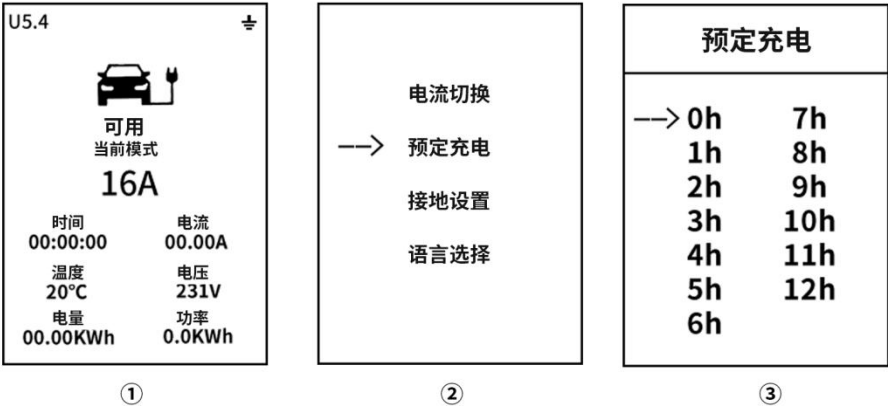 U5.4
可用
当前模式
16A
时间 电流
00:00:00 00.00A
温度 电压
20℃ 231V
电量 功率
00.00KWh 0.0KWh
①
电流切换
--> 预定充电
接地设置
语言选择
②
预定充电
--> 0h 7h
1h 8h
2h 9h
3h 10h
4h 11h
5h 12h
6h
③